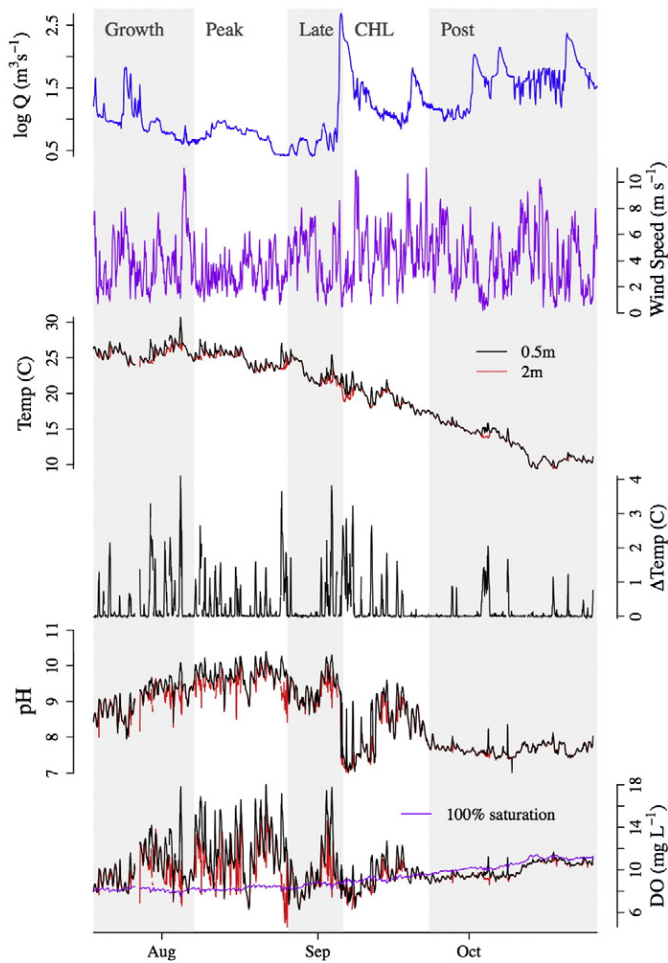 Growth Peak Late CHL Post
log Q (m³s⁻¹)
2.5
1.5
0.5
Wind Speed (m s⁻¹)
10
8
6
4
2
0
Temp (C)
30
25
20
15
10
0.5m
2m
ΔTemp (C)
4
3
2
1
0
pH
11
10
9
8
7
DO (mg L⁻¹)
18
14
10
6
100% saturation
Aug Sep Oct